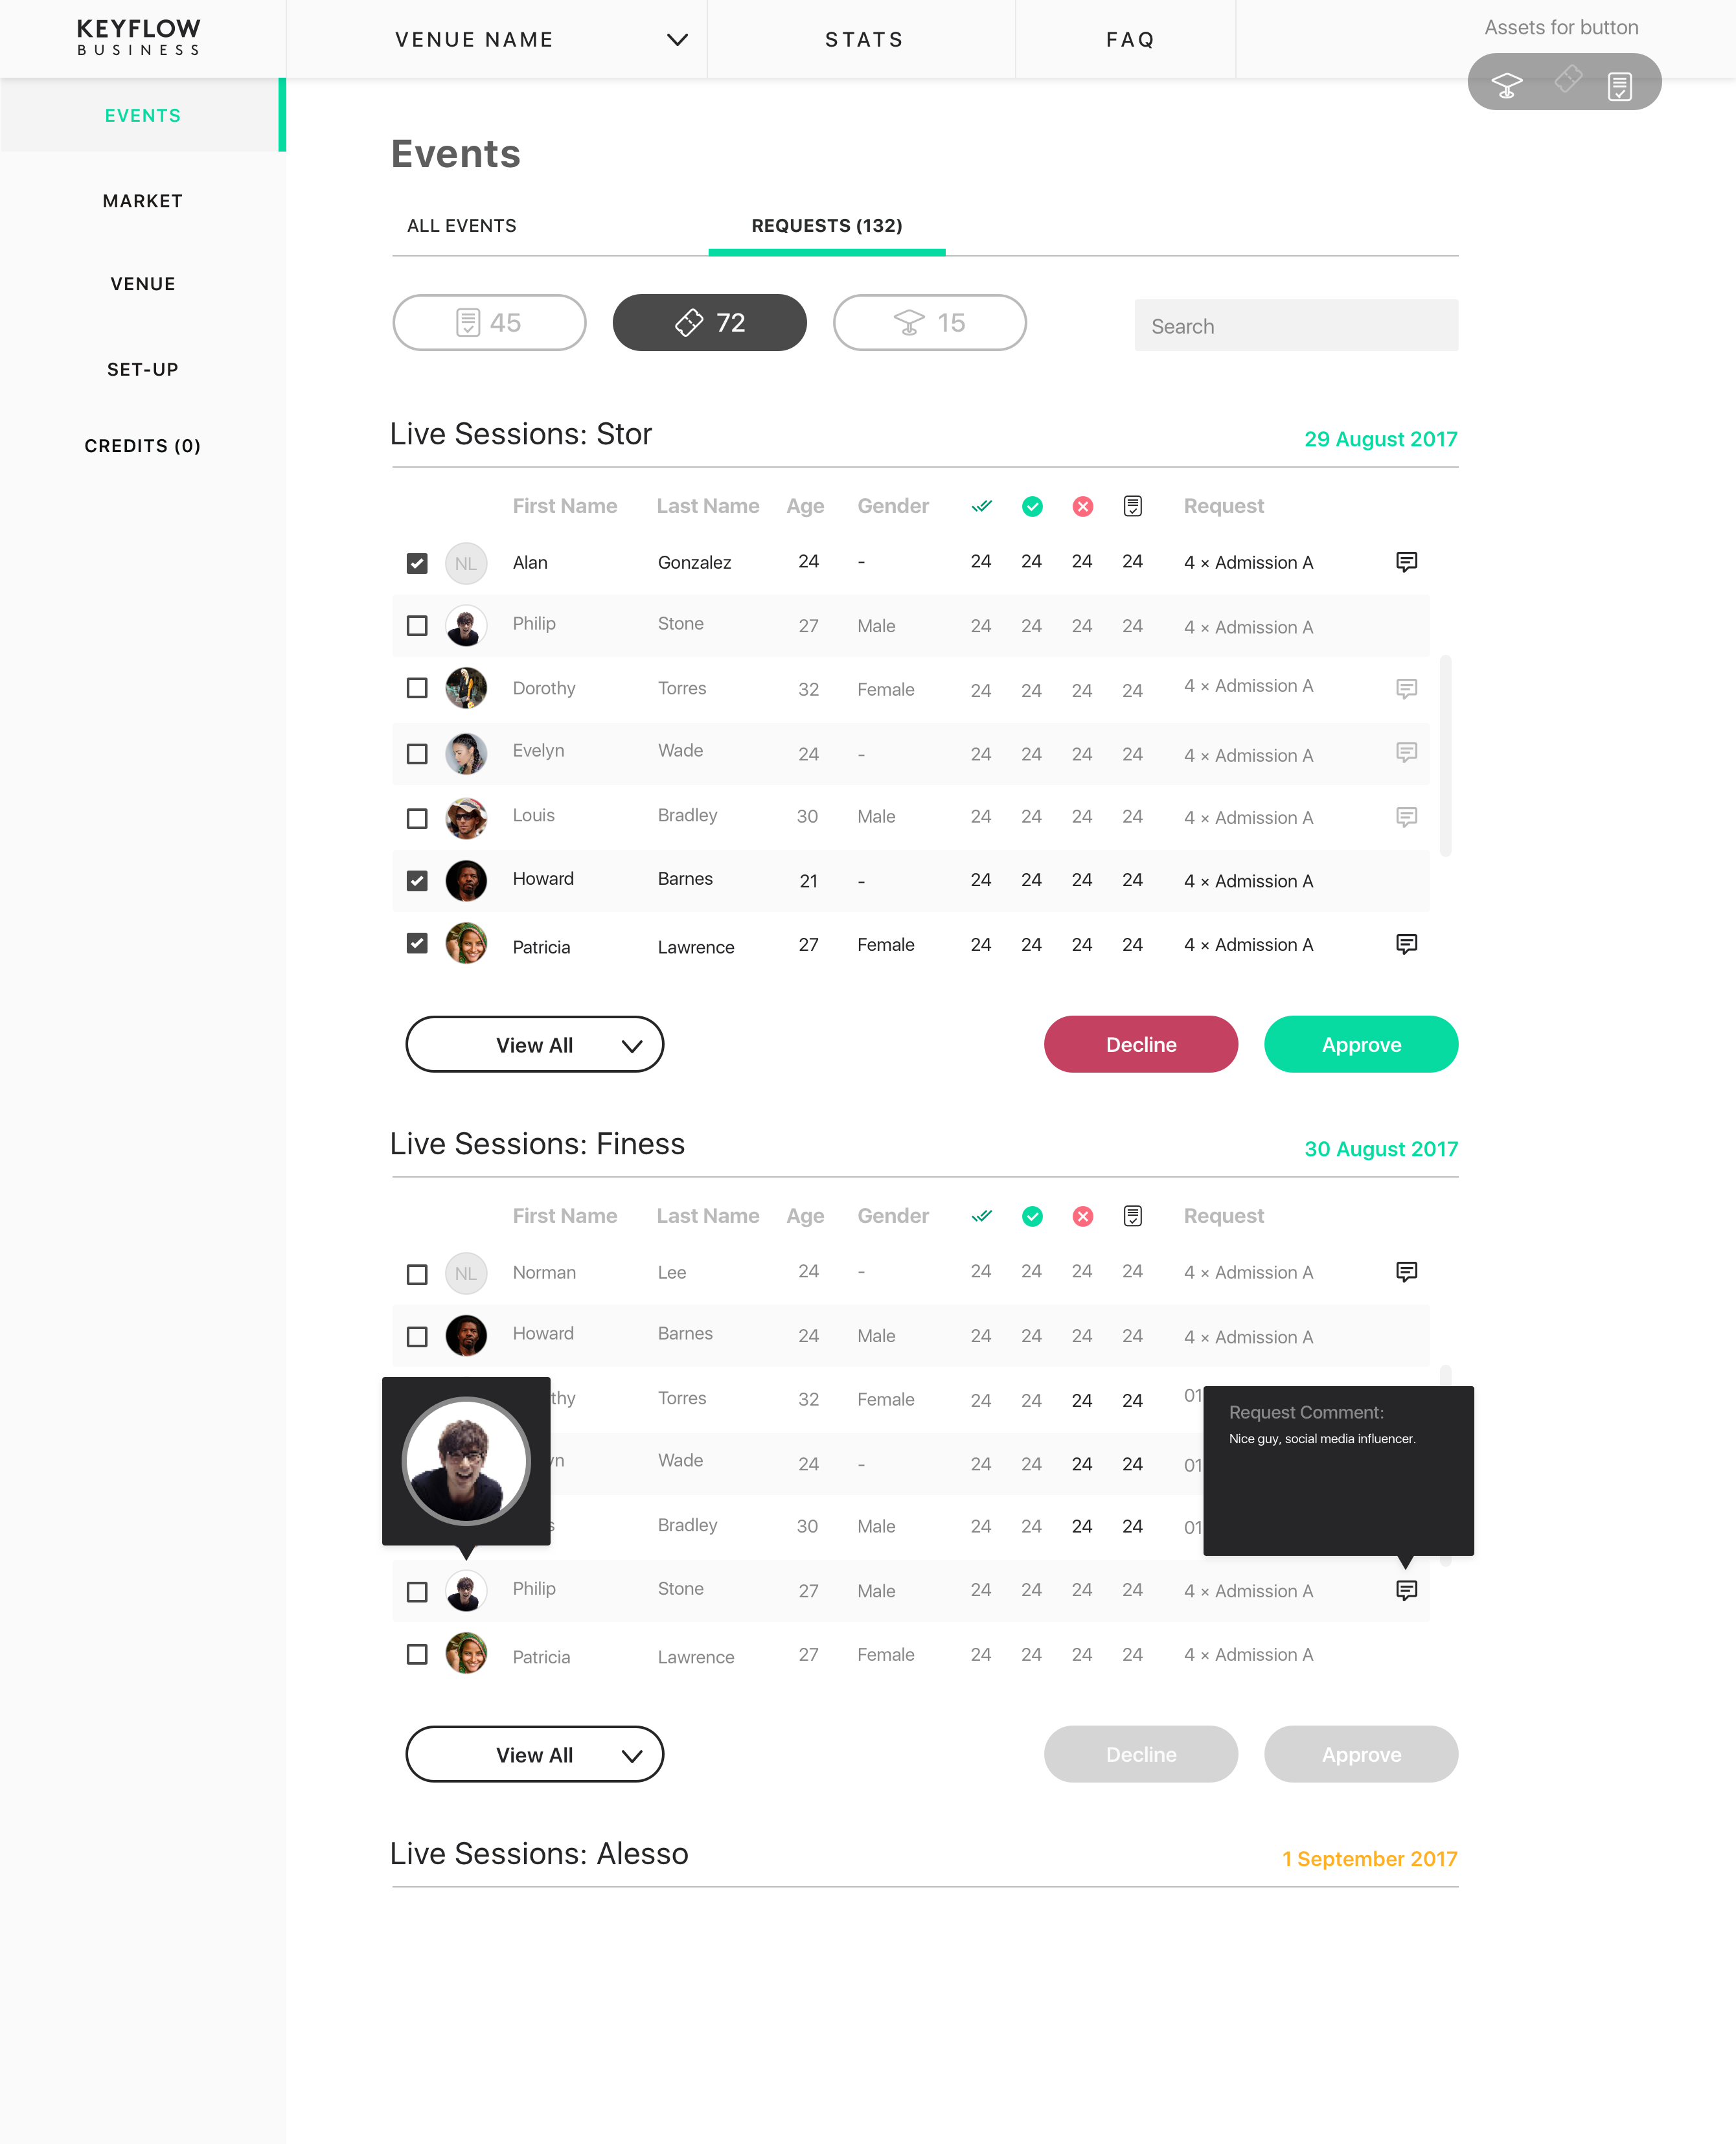 KEYFLOW
BUSINESS
VENUE NAME
STATS
FAQ
Assets for button
EVENTS
MARKET
VENUE
SET-UP
CREDITS (0)
Events
ALL EVENTS
REQUESTS (132)
45
72
15
Search
Live Sessions: Stor
29 August 2017
First Name Last Name Age Gender Request
NL Alan Gonzalez 24 - 24 24 24 24 4 × Admission A
Philip Stone 27 Male 24 24 24 24 4 × Admission A
Dorothy Torres 32 Female 24 24 24 24 4 × Admission A
Evelyn Wade 24 - 24 24 24 24 4 × Admission A
Louis Bradley 30 Male 24 24 24 24 4 × Admission A
Howard Barnes 21 - 24 24 24 24 4 × Admission A
Patricia Lawrence 27 Female 24 24 24 24 4 × Admission A
View All
Decline
Approve
Live Sessions: Finess
30 August 2017
First Name Last Name Age Gender Request
NL Norman Lee 24 - 24 24 24 24 4 × Admission A
Howard Barnes 24 Male 24 24 24 24 4 × Admission A
thy Torres 32 Female 24 24 24 24 01
Request Comment:
Nice guy, social media influencer.
yn Wade 24 - 24 24 24 24 01
s Bradley 30 Male 24 24 24 24 01
Philip Stone 27 Male 24 24 24 24 4 × Admission A
Patricia Lawrence 27 Female 24 24 24 24 4 × Admission A
View All
Decline
Approve
Live Sessions: Alesso
1 September 2017